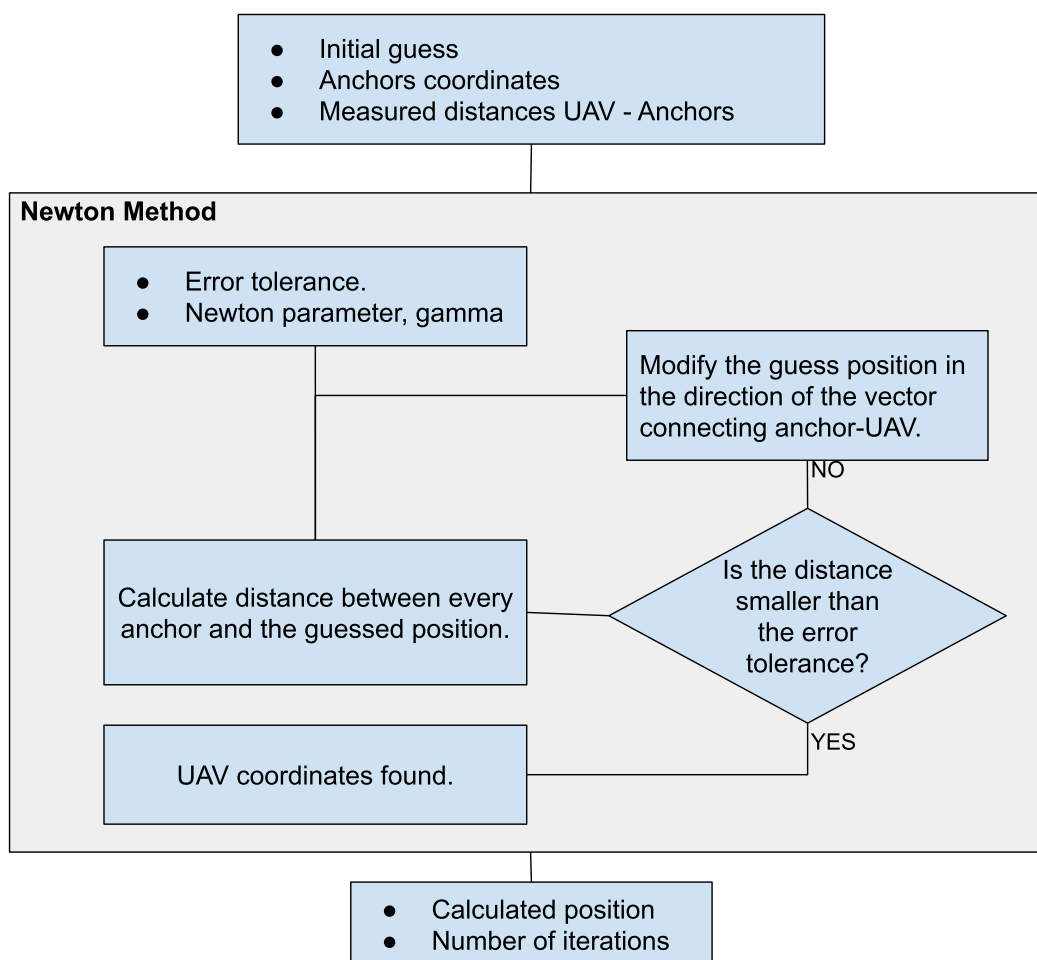 ● Initial guess
● Anchors coordinates
● Measured distances UAV - Anchors
Newton Method
● Error tolerance.
● Newton parameter, gamma
Modify the guess position in
the direction of the vector
connecting anchor-UAV.
NO
Calculate distance between every
anchor and the guessed position.
Is the distance
smaller than
the error
tolerance?
YES
UAV coordinates found.
● Calculated position
● Number of iterations